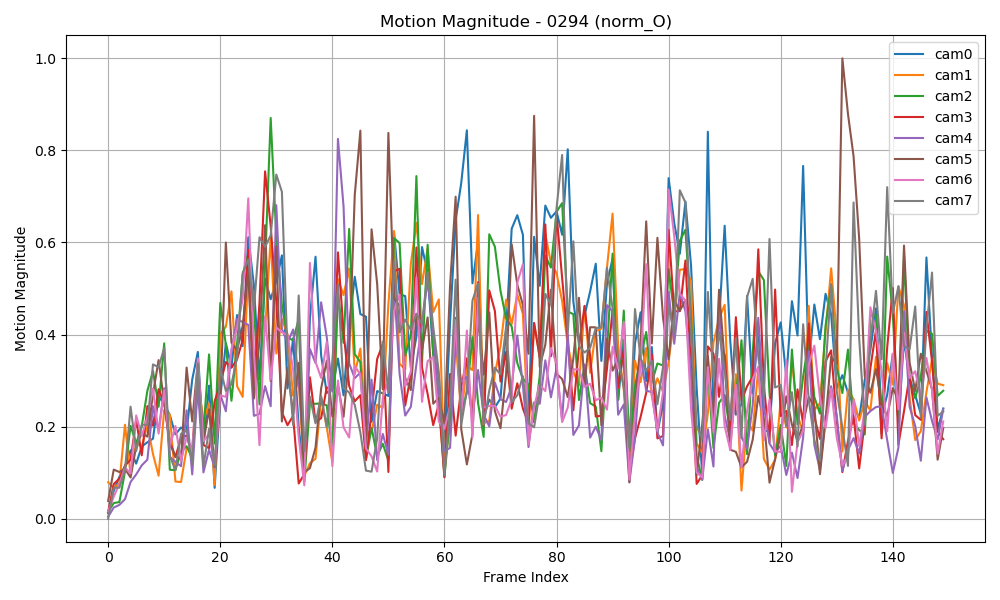 Motion Magnitude - 0294 (norm_O)
Motion Magnitude
1.0
0.8
0.6
0.4
0.2
0.0
0 20 40 60 80 100 120 140
Frame Index
cam0
cam1
cam2
cam3
cam4
cam5
cam6
cam7